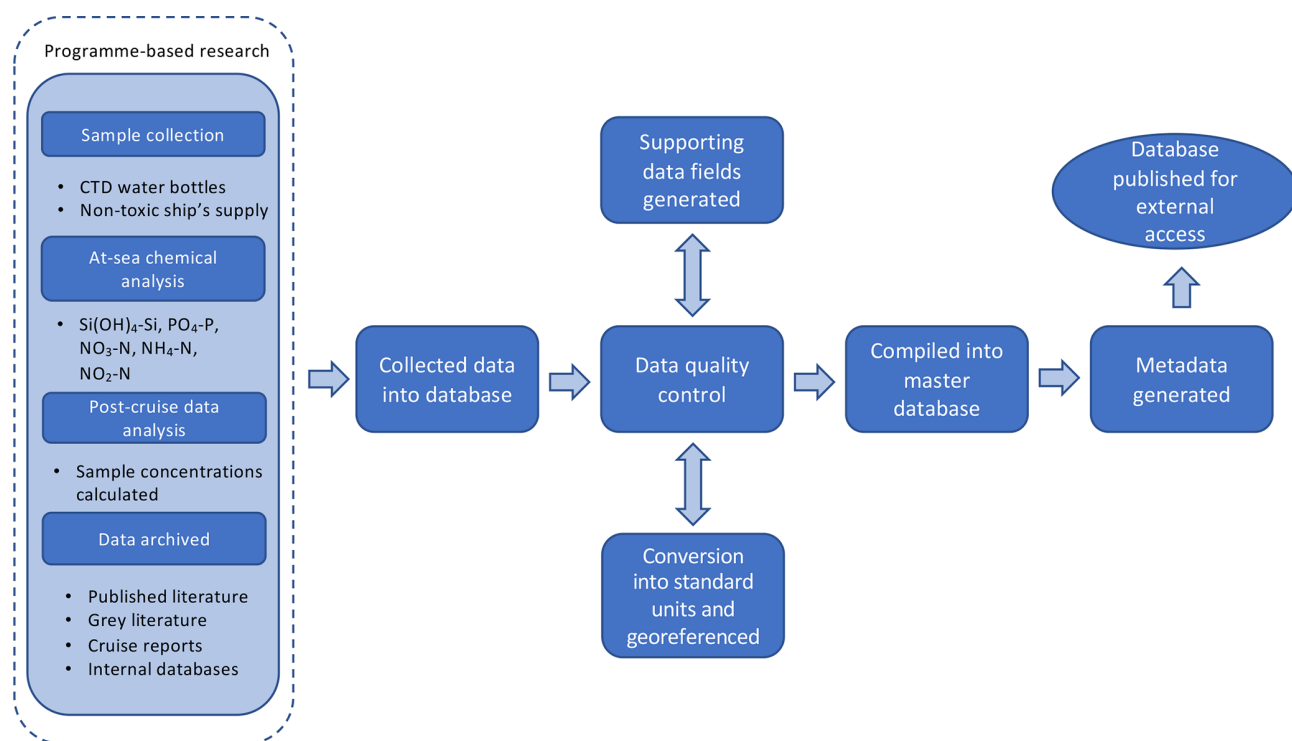 Programme-based research
Sample collection
• CTD water bottles
• Non-toxic ship's supply
At-sea chemical
analysis
• Si(OH)₄-Si, PO₄-P,
NO₃-N, NH₄-N,
NO₂-N
Post-cruise data
analysis
• Sample concentrations
calculated
Data archived
• Published literature
• Grey literature
• Cruise reports
• Internal databases
Collected data
into database
Supporting
data fields
generated
Data quality
control
Conversion
into standard
units and
georeferenced
Compiled into
master
database
Metadata
generated
Database
published for
external
access